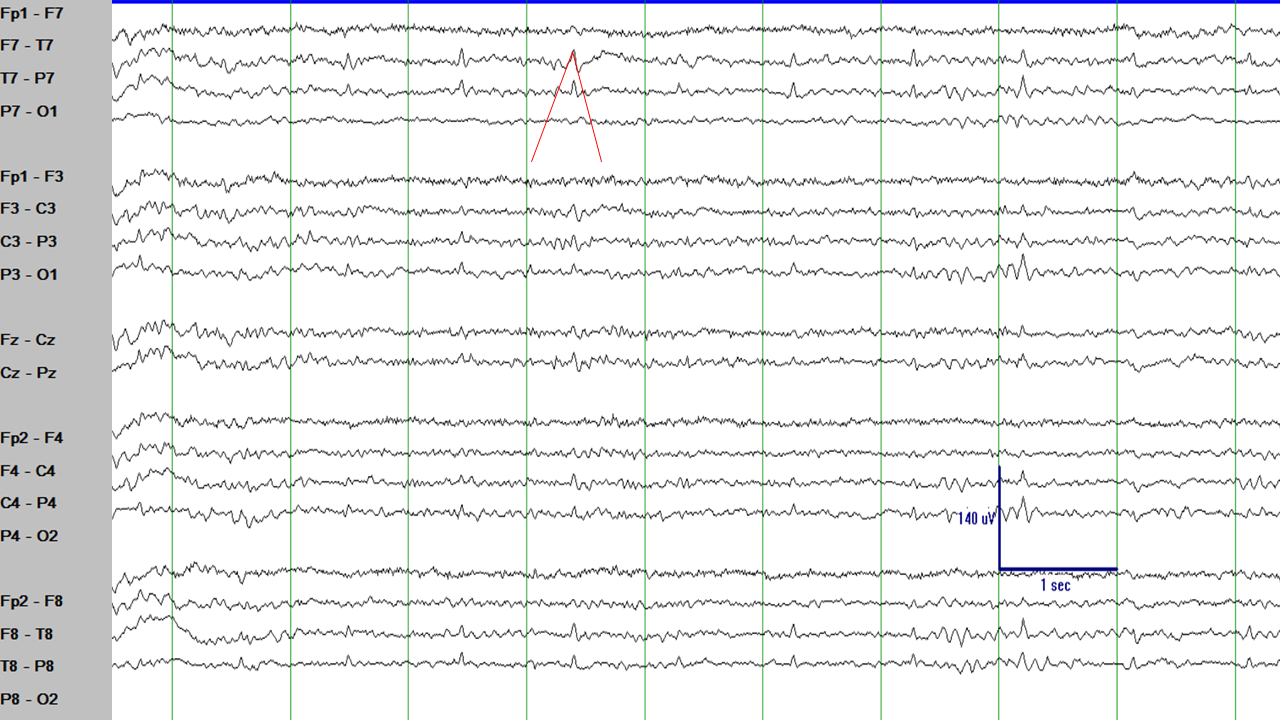 Fp1 - F7
F7 - T7
T7 - P7
P7 - O1
Fp1 - F3
F3 - C3
C3 - P3
P3 - O1
Fz - Cz
Cz - Pz
Fp2 - F4
F4 - C4
C4 - P4
P4 - O2
Fp2 - F8
F8 - T8
T8 - P8
P8 - O2
140 uV
1 sec